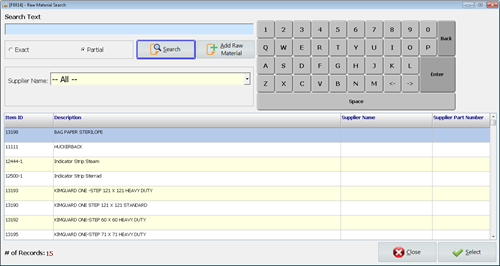 [FER14] - Raw Material Search
Search Text
Exact
Partial
Search
Add Raw Material
Supplier Name:
-- All --
1 2 3 4 5 6 7 8 9 0
Q W E R T Y U I O P
Back
A S D F G H J K L
Z X C V B N M <- ->
Enter
Space
Item ID Description Supplier Name Supplier Part Number
13198 BAG PAPER STERILOPE
11111 HUCKERBACK
12444-1 Indicator Strip Steam
12500-1 Indicator Strip Sterrad
13193 KIMGUARD ONE -STEP 121 X 121 HEAVY DUTY
13190 KIMGUARD ONE STEP 121 X 121 STANDARD
13192 KIMGUARD ONE-STEP 60 X 60 HEAVY DUTY
13195 KIMGUARD ONE-STEP 71 X 71 HEAVY DUTY
# of Records: 15
Close
Select